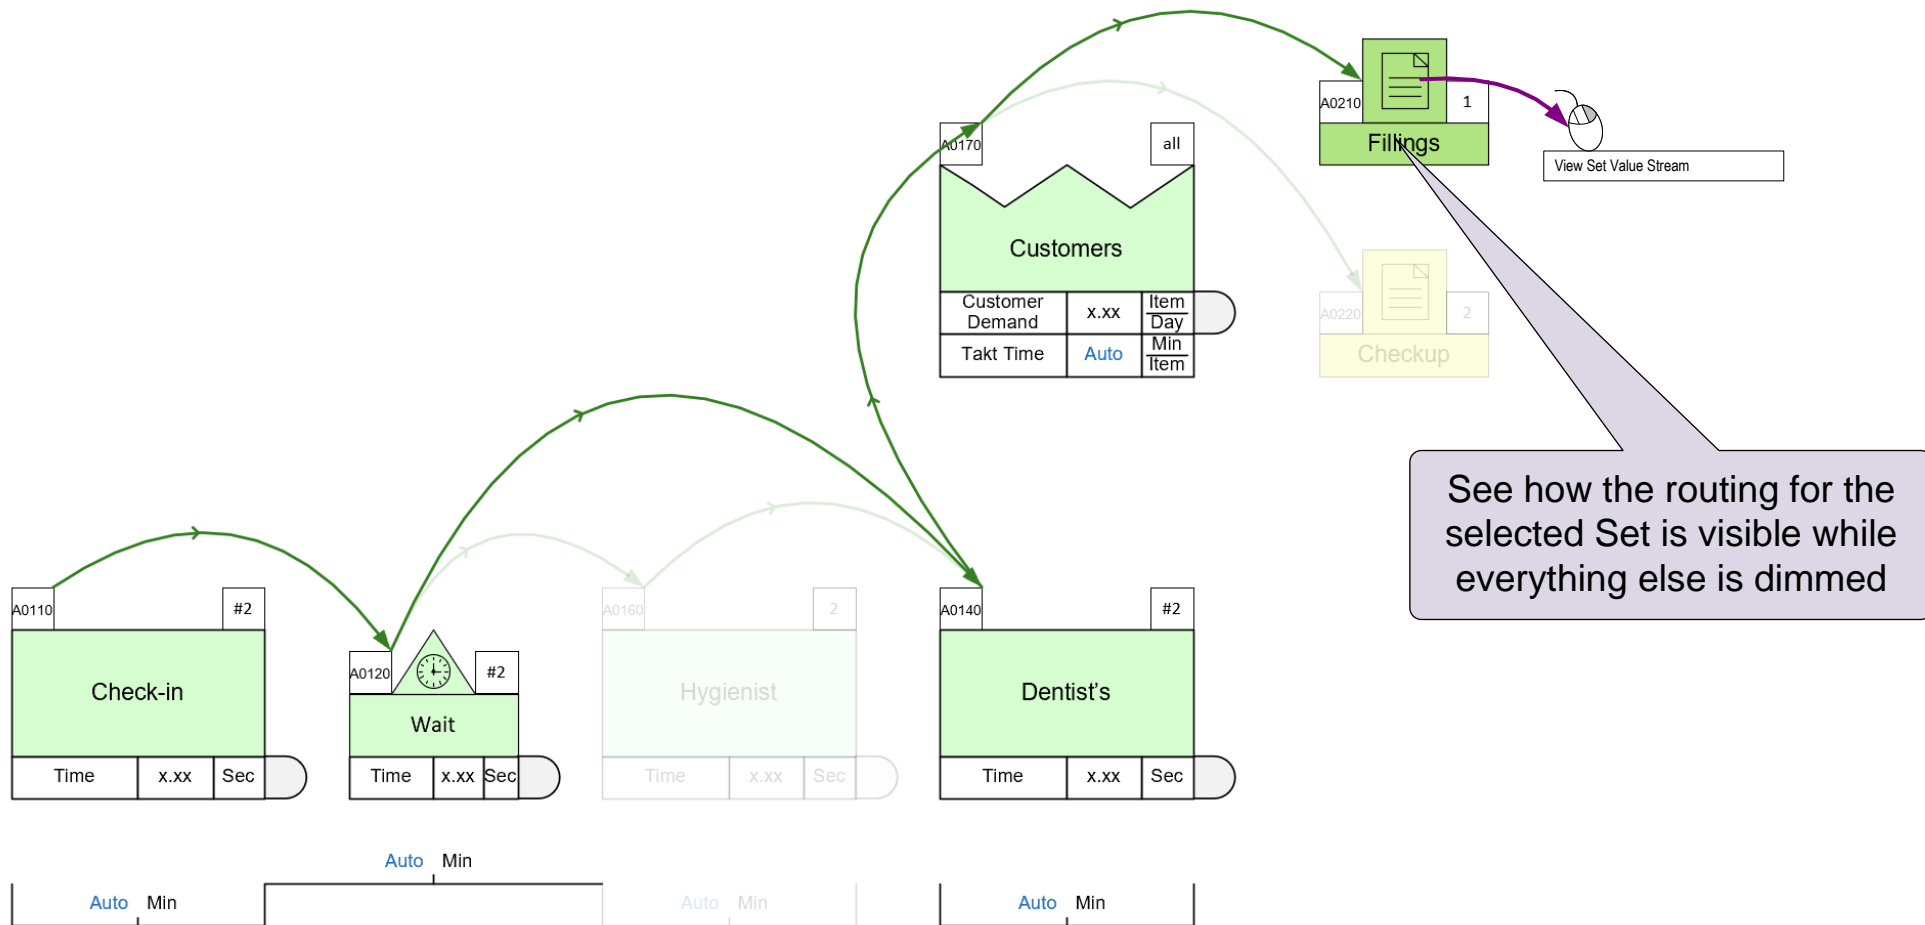 A0210
1
Fillings
View Set Value Stream
A0170
all
Customers
Customer
Demand
x.xx
Item
Day
Takt Time
Auto
Min
Item
A0220
2
Checkup
See how the routing for the
selected Set is visible while
everything else is dimmed
A0110
#2
Check-in
Time
x.xx
Sec
A0120
#2
Wait
Time
x.xx
Sec
A0160
2
Hygienist
Time
x.xx
Sec
A0140
#2
Dentist's
Time
x.xx
Sec
Auto Min
Auto Min
Auto Min
Auto Min